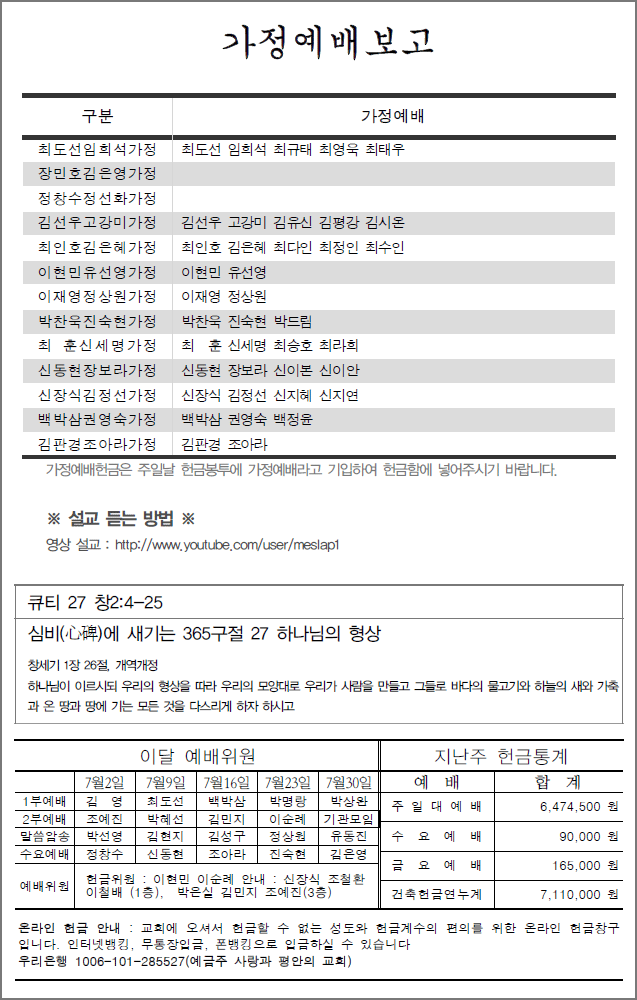 가정예배보고
구분 가정예배
최도선임희석가정 최도선 임희석 최규태 최영욱 최태우
장민호김은영가정
정창수정선화가정
김선우고강미가정 김선우 고강미 김유신 김평강 김시온
최인호김은혜가정 최인호 김은혜 최다인 최정인 최수인
이현민유선영가정 이현민 유선영
이재영정상원가정 이재영 정상원
박찬욱진숙현가정 박찬욱 진숙현 박드림
최 훈신세명가정 최 훈 신세명 최승호 최라희
신동현장보라가정 신동현 장보라 신이본 신이안
신장식김정선가정 신장식 김정선 신지혜 신지연
백박삼권영숙가정 백박삼 권영숙 백정윤
김판경조아라가정 김판경 조아라
가정예배헌금은 주일날 헌금봉투에 가정예배라고 기입하여 헌금함에 넣어주시기 바랍니다.
※ 설교 듣는 방법 ※
영상 설교 : http://www.youtube.com/user/meslap1
큐티 27 창2:4-25
심비(心碑)에 새기는 365구절 27 하나님의 형상
창세기 1장 26절, 개역개정
하나님이 이르시되 우리의 형상을 따라 우리의 모양대로 우리가 사람을 만들고 그들로 바다의 물고기와 하늘의 새와 가축
과 온 땅과 땅에 기는 모든 것을 다스리게 하자 하시고
이달 예배위원
7월2일 7월9일 7월16일 7월23일 7월30일
1부예배 김 영 최도선 백박삼 박명랑 박상완
2부예배 조예진 박혜선 김민지 이순례 기관모임
말씀암송 박선영 김현지 김성구 정상원 유동진
수요예배 정창수 신동현 조아라 진숙현 김은영
예배위원 헌금위원 : 이현민 이순례 안내 : 신장식 조철환
이철배 (1층), 박은실 김민지 조예진(3층)
지난주 헌금통계
예 배 합 계
주일대예배 6,474,500 원
수 요 예 배 90,000 원
금 요 예 배 165,000 원
건축헌금연누계 7,110,000 원
온라인 헌금 안내 : 교회에 오셔서 헌금할 수 없는 성도와 헌금계수의 편의를 위한 온라인 헌금창구
입니다. 인터넷뱅킹, 무통장입금, 폰뱅킹으로 입금하실 수 있습니다
우리은행 1006-101-285527(예금주 사랑과 평안의 교회)